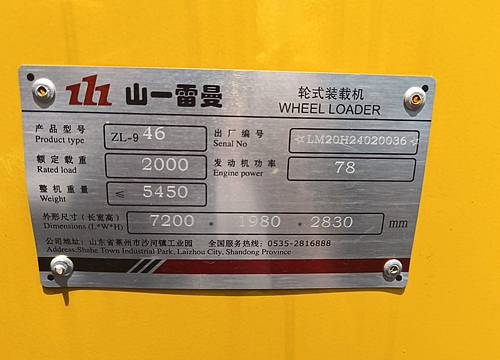 山一雷曼
轮式装载机
WHEEL LOADER
产品型号 ZL-946 出厂编号 ☆LM20H24020036☆
Product type Serial No
额定载重 2000 发动机功率 78
Rated load Engine power
整机重量 ≤ 5450
Weight
外形尺寸(长宽高) 7200 · 1980 · 2830 mm
Dimensions (L*W*H)
公司地址: 山东省莱州市沙河镇工业园 全国服务热线: 0535-2816888
Address:Shahe Town Industrial Park, Laizhou City, Shandong Province